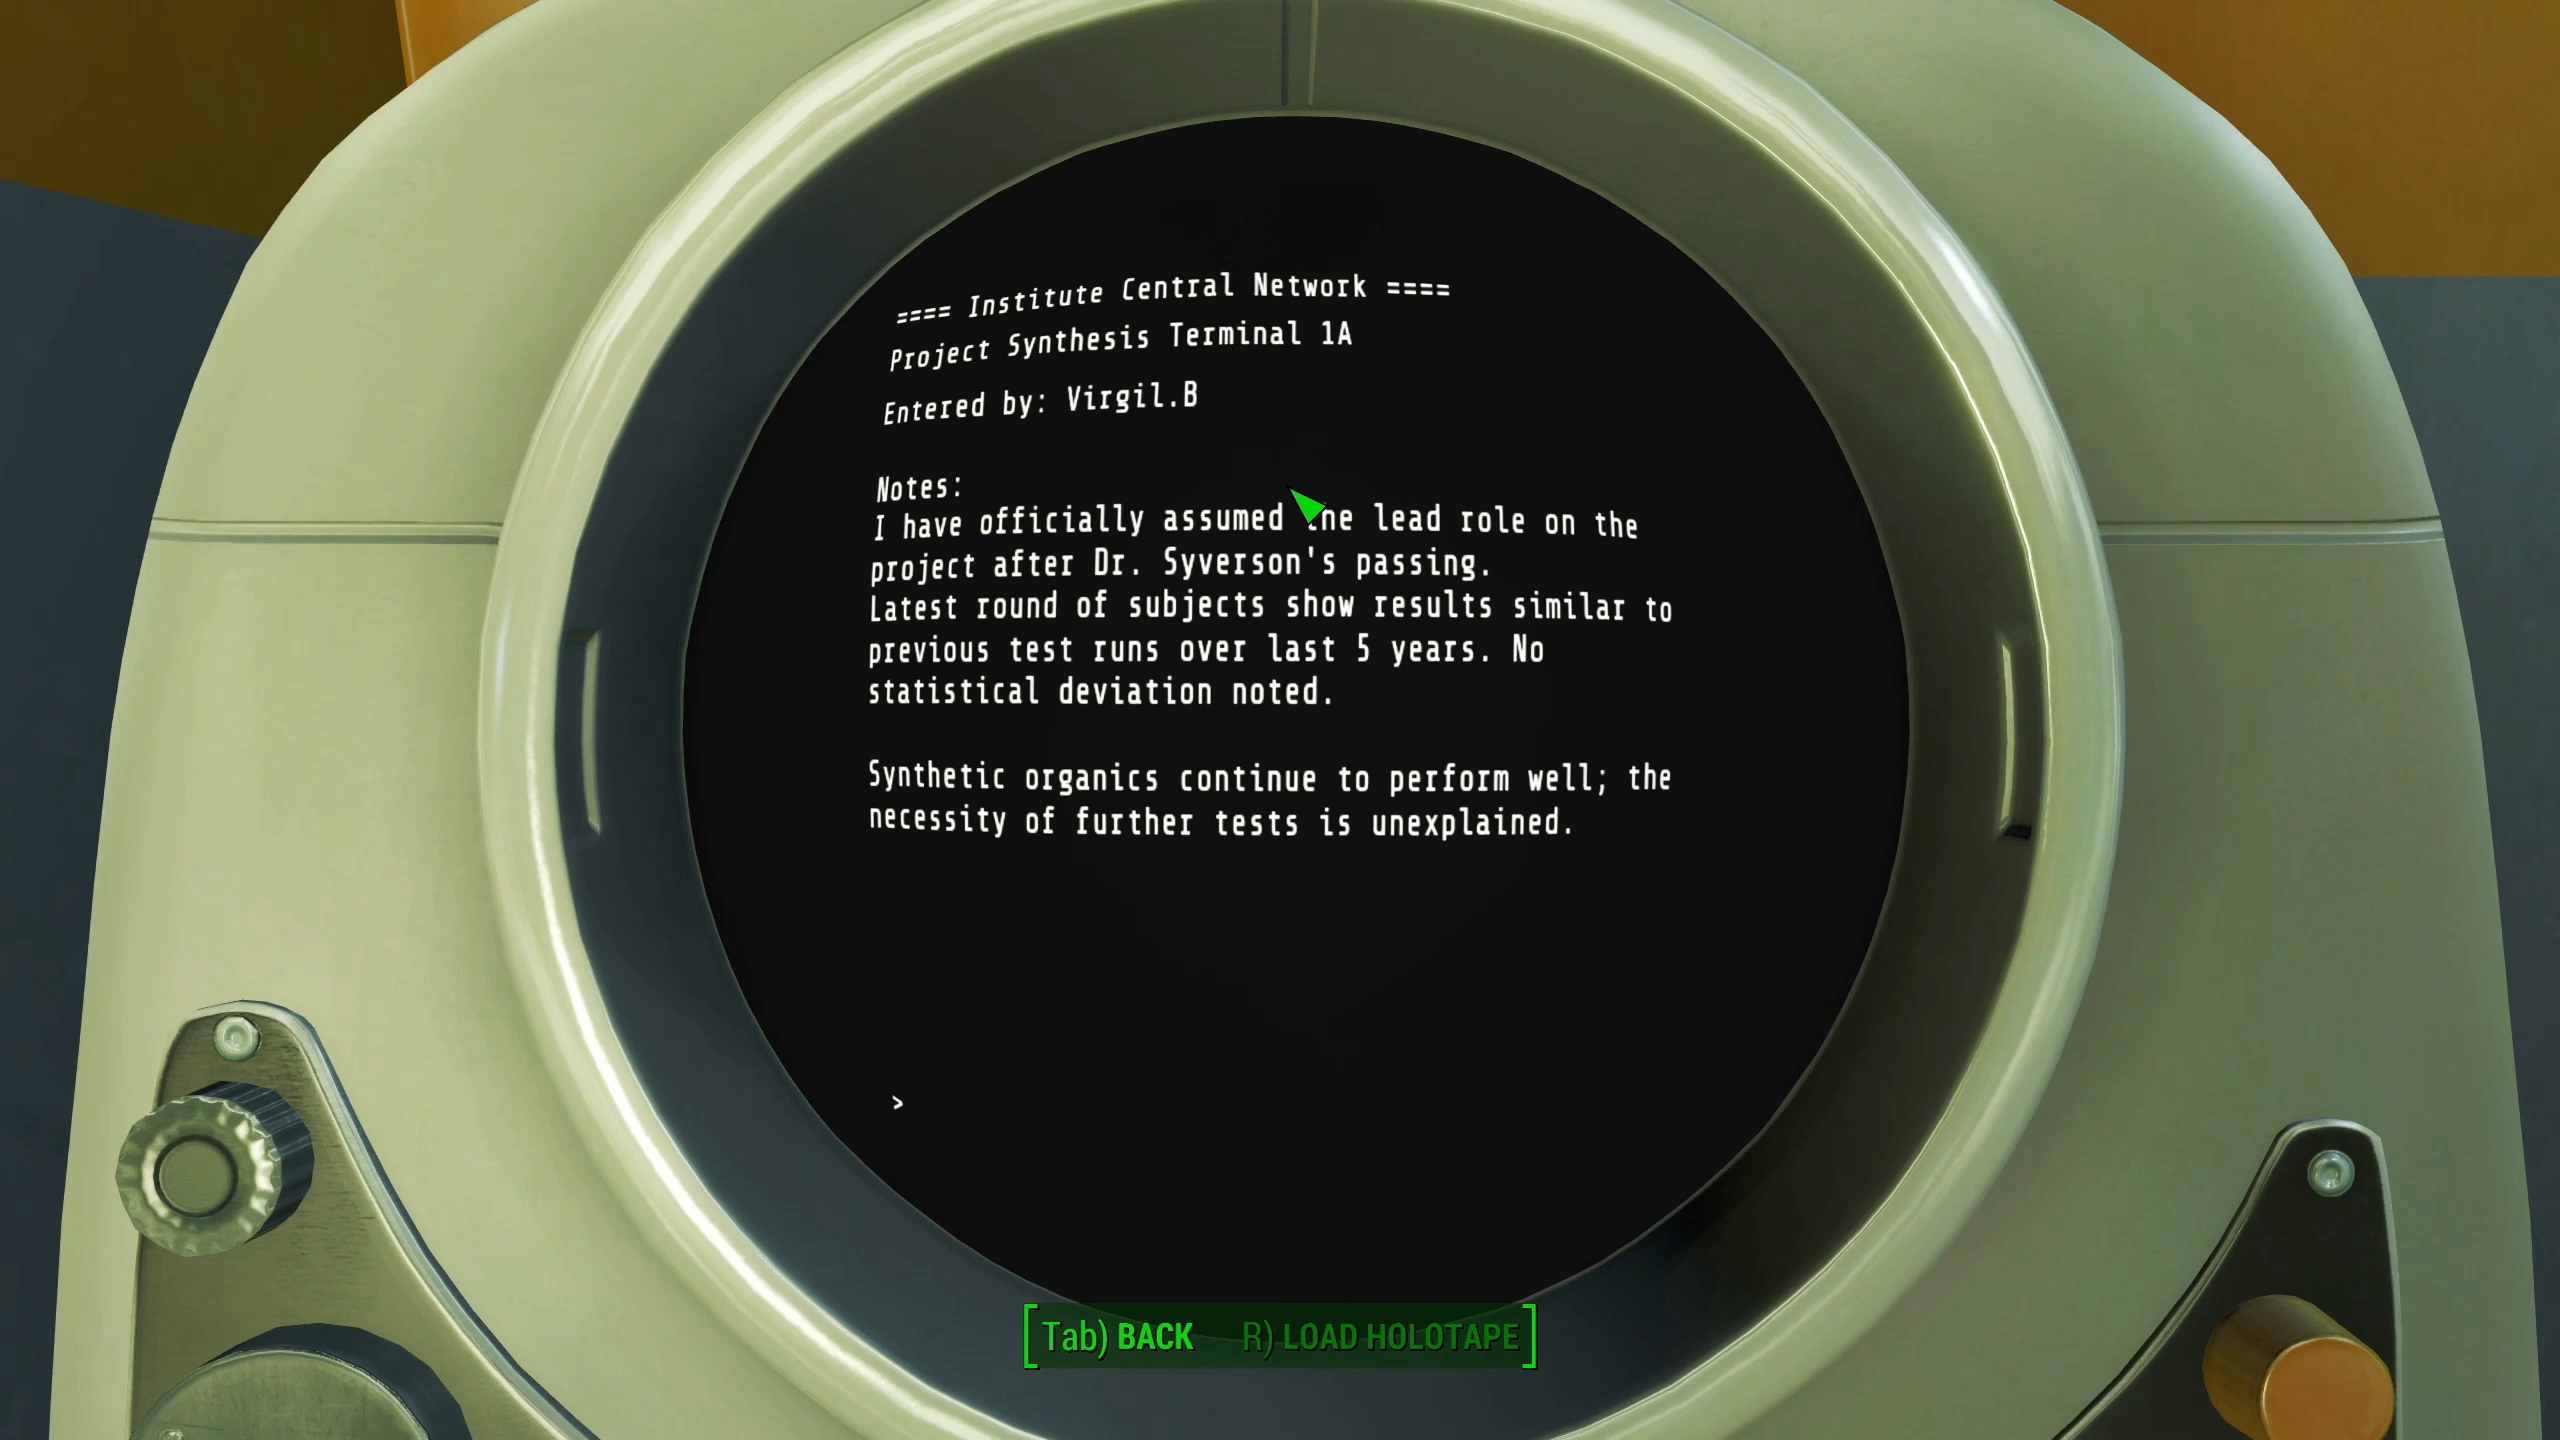 ==== Institute Central Network ====
Project Synthesis Terminal 1A
Entered by: Virgil.B
Notes:
I have officially assumed the lead role on the
project after Dr. Syverson's passing.
Latest round of subjects show results similar to
previous test runs over last 5 years. No
statistical deviation noted.
Synthetic organics continue to perform well; the
necessity of further tests is unexplained.
>
[Tab) BACK R) LOAD HOLOTAPE]